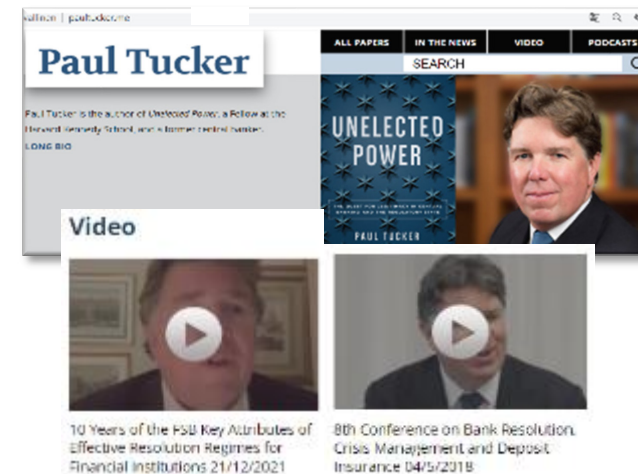 vallinen | paultucker.me
ALL PAPERS IN THE NEWS VIDEO PODCASTS
SEARCH
Paul Tucker
Paul Tucker is the author of Unelected Power, a Fellow at the
Harvard Kennedy School, and a former central banker.
LONG BIO
UNELECTED
POWER
PAUL TUCKER
Video
10 Years of the FSB Key Attributes of
Effective Resolution Regimes for
Financial Institutions 21/12/2021
8th Conference on Bank Resolution,
Crisis Management and Deposit
Insurance 04/5/2018